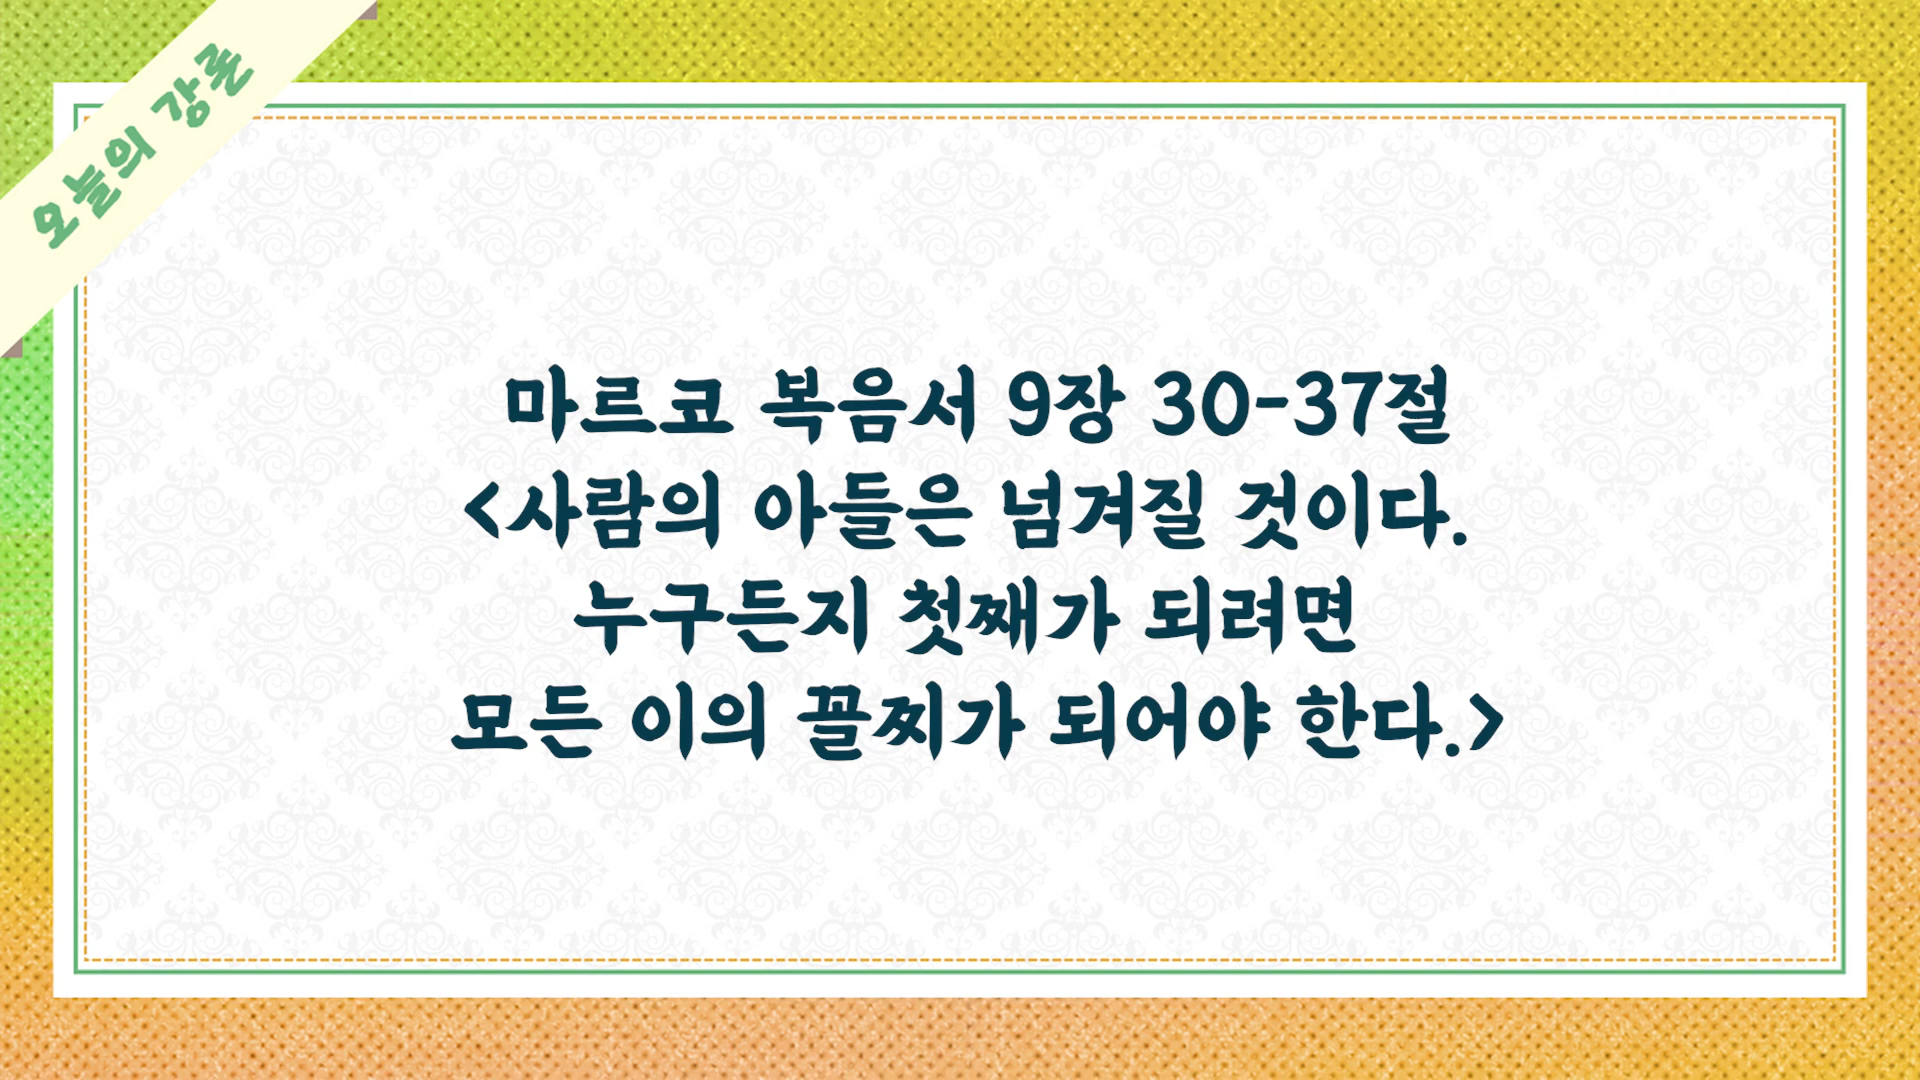 오늘의 강론
마르코 복음서 9장 30-37절
<사람의 아들은 넘겨질 것이다.
누구든지 첫째가 되려면
모든 이의 꼴찌가 되어야 한다.>